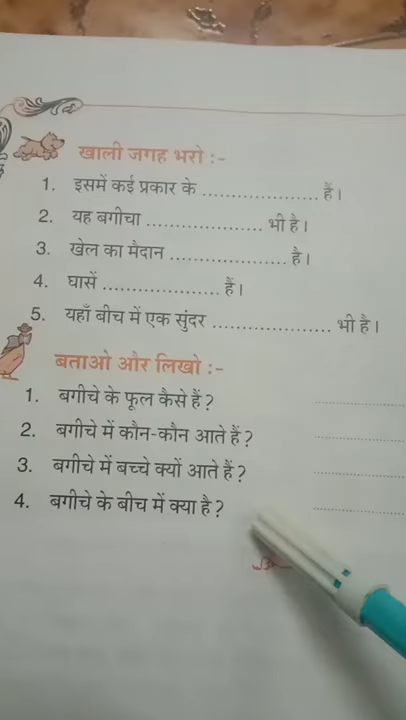 खाली जगह भरो :-
1. इसमें कई प्रकार के .................... हैं।
2. यह बगीचा .................... भी है।
3. खेल का मैदान .................... है।
4. घासें .................... हैं।
5. यहाँ बीच में एक सुंदर .................... भी है।
बताओ और लिखो :-
1. बगीचे के फूल कैसे हैं? ....................
2. बगीचे में कौन-कौन आते हैं? ....................
3. बगीचे में बच्चे क्यों आते हैं? ....................
4. बगीचे के बीच में क्या है? ....................